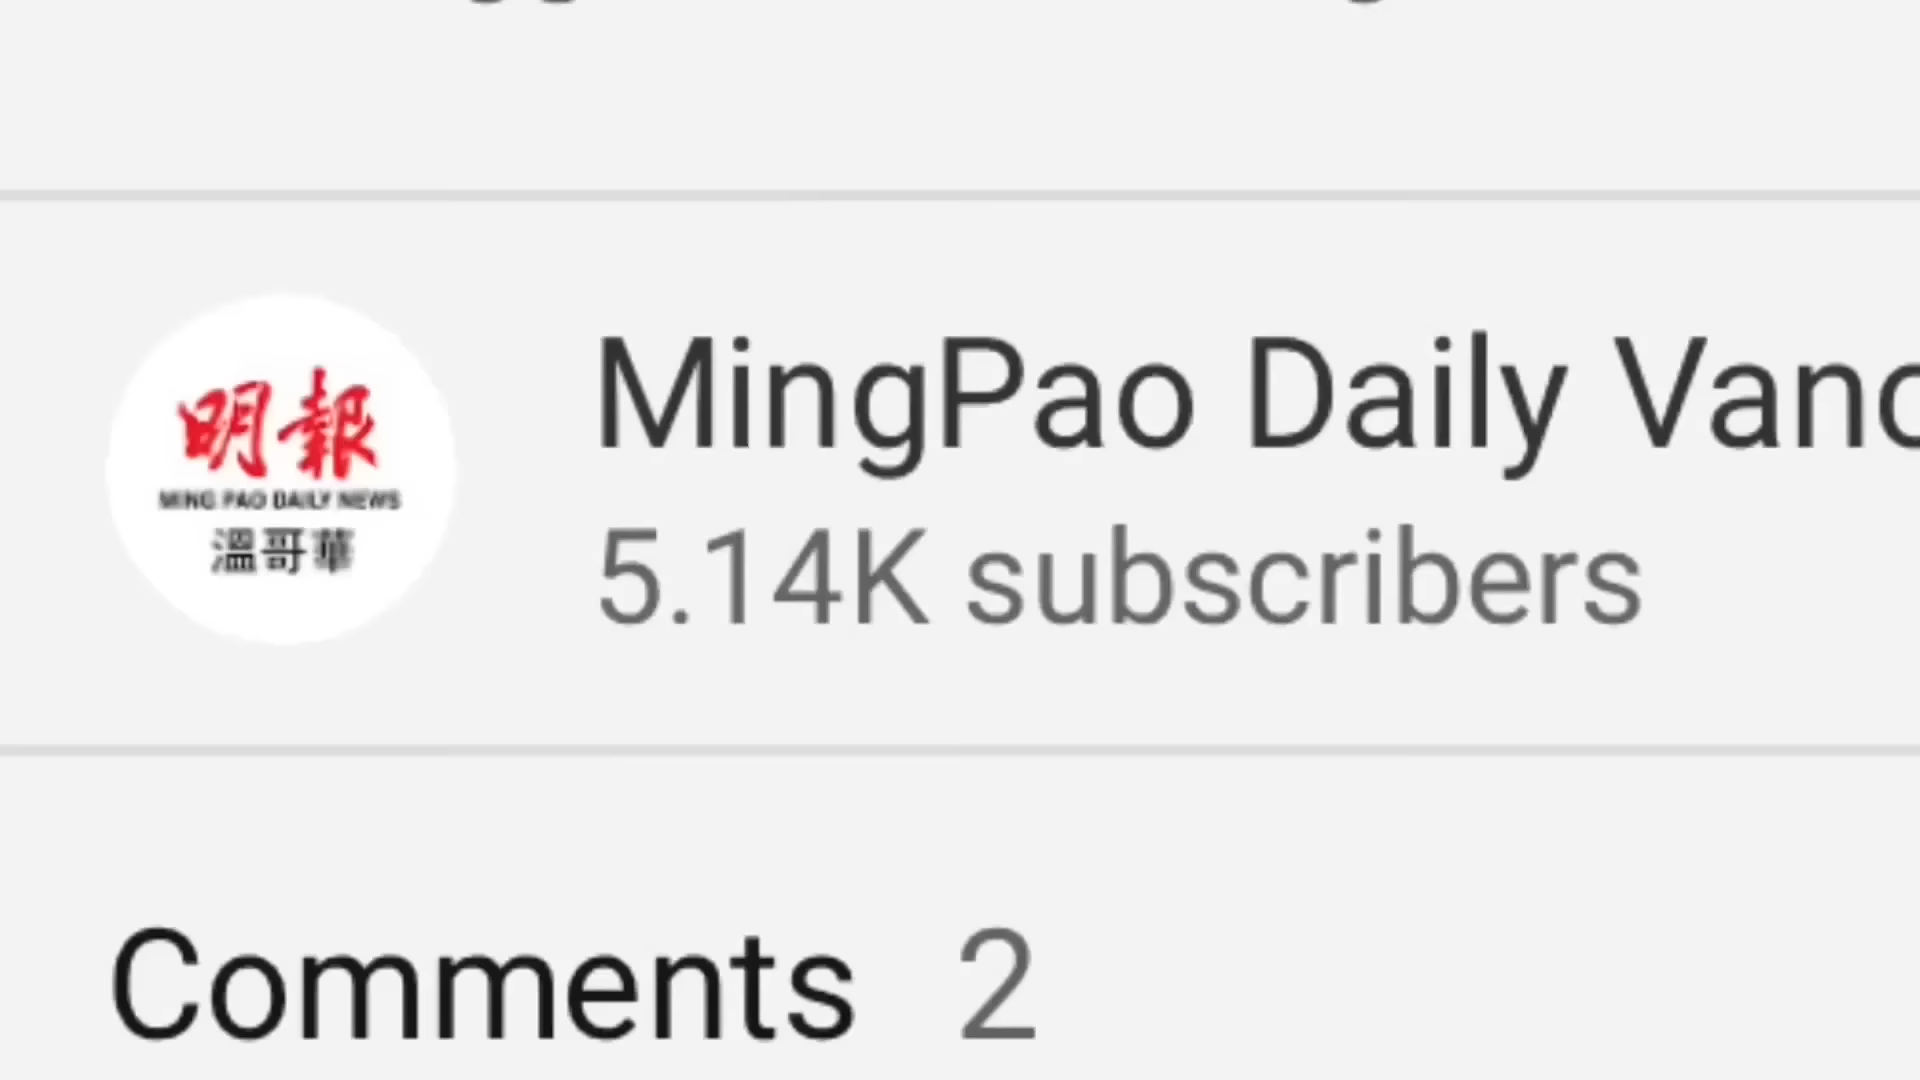 明報
MING PAO DAILY NEWS
溫哥華
MingPao Daily Vanc
5.14K subscribers
Comments 2